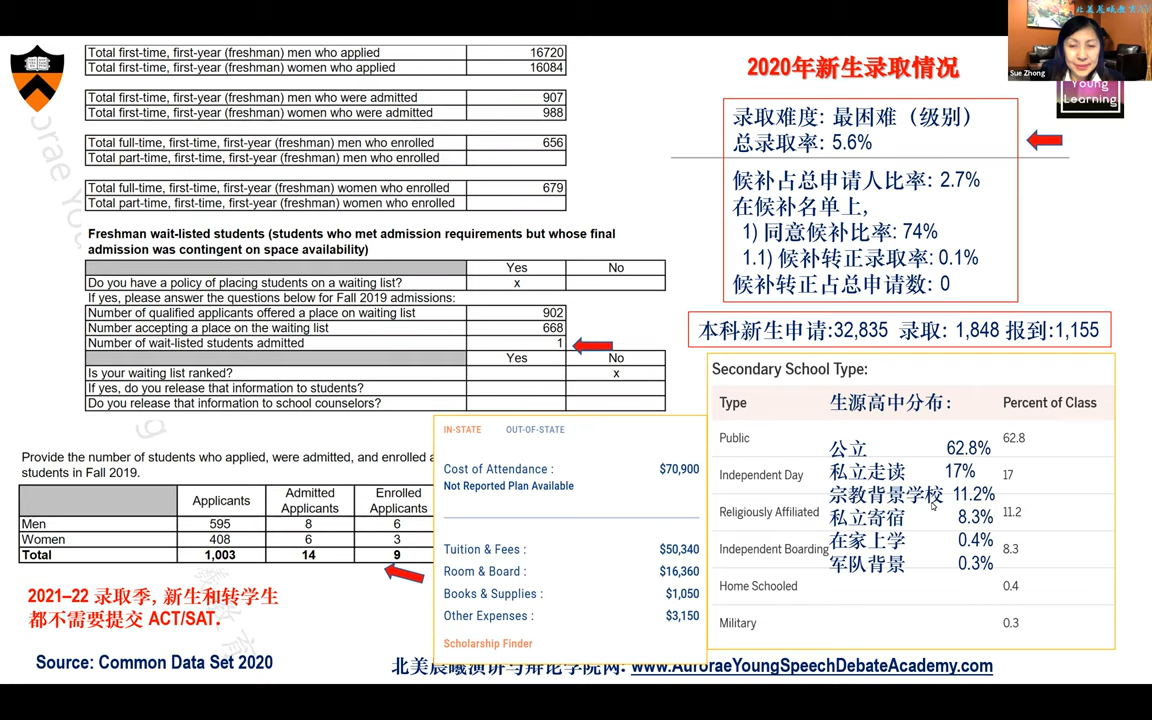 北美晨曦教育
Sue Zhong
Young
Learning
Total first-time, first-year (freshman) men who applied 16720
Total first-time, first-year (freshman) women who applied 16084
Total first-time, first-year (freshman) men who were admitted 907
Total first-time, first-year (freshman) women who were admitted 988
Total full-time, first-time, first-year (freshman) men who enrolled 656
Total part-time, first-time, first-year (freshman) men who enrolled
Total full-time, first-time, first-year (freshman) women who enrolled 679
Total part-time, first-time, first-year (freshman) women who enrolled
Freshman wait-listed students (students who met admission requirements but whose final
admission was contingent on space availability)
Yes No
Do you have a policy of placing students on a waiting list? x
If yes, please answer the questions below for Fall 2019 admissions:
Number of qualified applicants offered a place on waiting list 902
Number accepting a place on the waiting list 668
Number of wait-listed students admitted 1
Yes No
Is your waiting list ranked? x
If yes, do you release that information to students?
Do you release that information to school counselors?
Provide the number of students who applied, were admitted, and enrolled
students in Fall 2019.
Applicants Admitted Applicants Enrolled Applicants
Men 595 8 6
Women 408 6 3
Total 1,003 14 9
2021–22 录取季, 新生和转学生
都不需要提交 ACT/SAT.
Source: Common Data Set 2020
IN-STATE OUT-OF-STATE
Cost of Attendance : $70,900
Not Reported Plan Available
Tuition & Fees : $50,340
Room & Board : $16,360
Books & Supplies : $1,050
Other Expenses : $3,150
Scholarship Finder
2020年新生录取情况
录取难度: 最困难（级别）
总录取率: 5.6%
候补占总申请人比率: 2.7%
在候补名单上,
1) 同意候补比率: 74%
1.1) 候补转正录取率: 0.1%
候补转正占总申请数: 0
本科新生申请:32,835 录取: 1,848 报到:1,155
Secondary School Type:
Type 生源高中分布: Percent of Class
Public 62.8
公立 62.8%
Independent Day 17
私立走读 17%
Religiously Affiliated 11.2
宗教背景学校 11.2%
Independent Boarding 8.3
私立寄宿 8.3%
Home Schooled 0.4
在家上学 0.4%
Military 0.3
军队背景 0.3%
北美晨曦演讲与辩论学院网: www.AuroraeYoungSpeechDebateAcademy.com